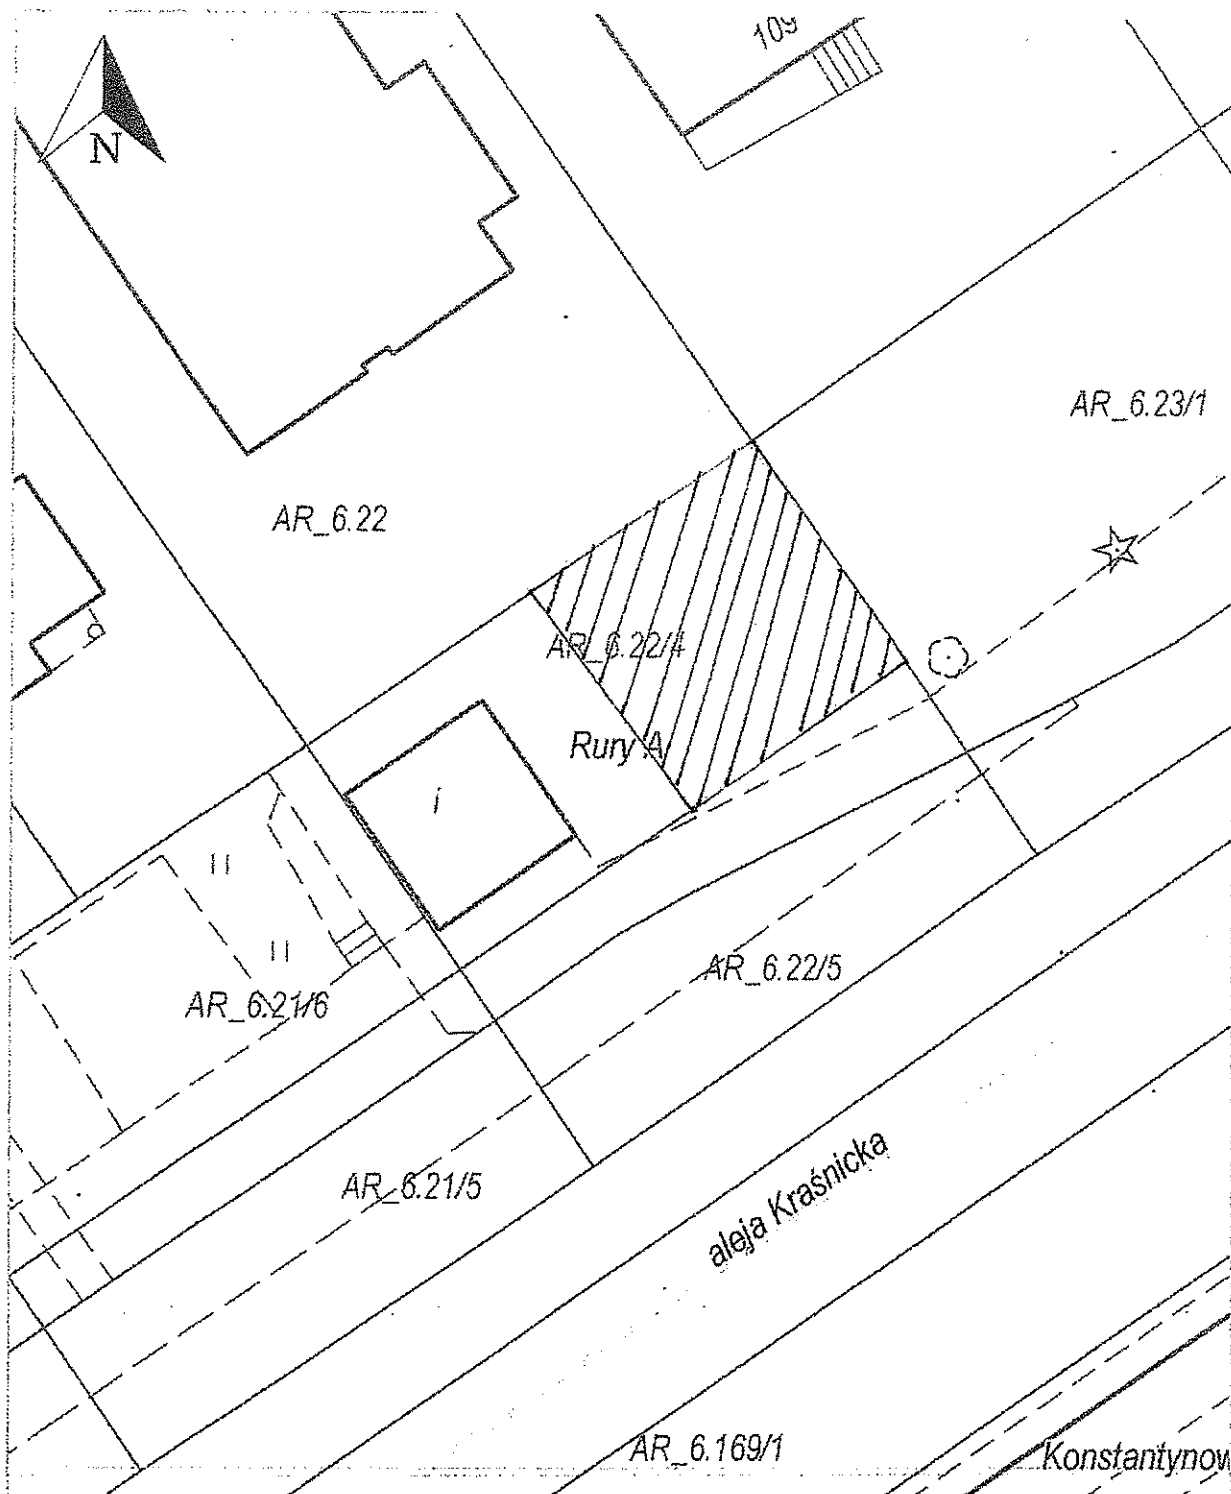 109
N
AR_6.23/1
AR_6.22
AR_6.22/4
Rury A
i
AR_6.22/5
AR_6.21/6
AR_6.21/5
aleja Kraśnicka
AR_6.169/1
Konstantynow